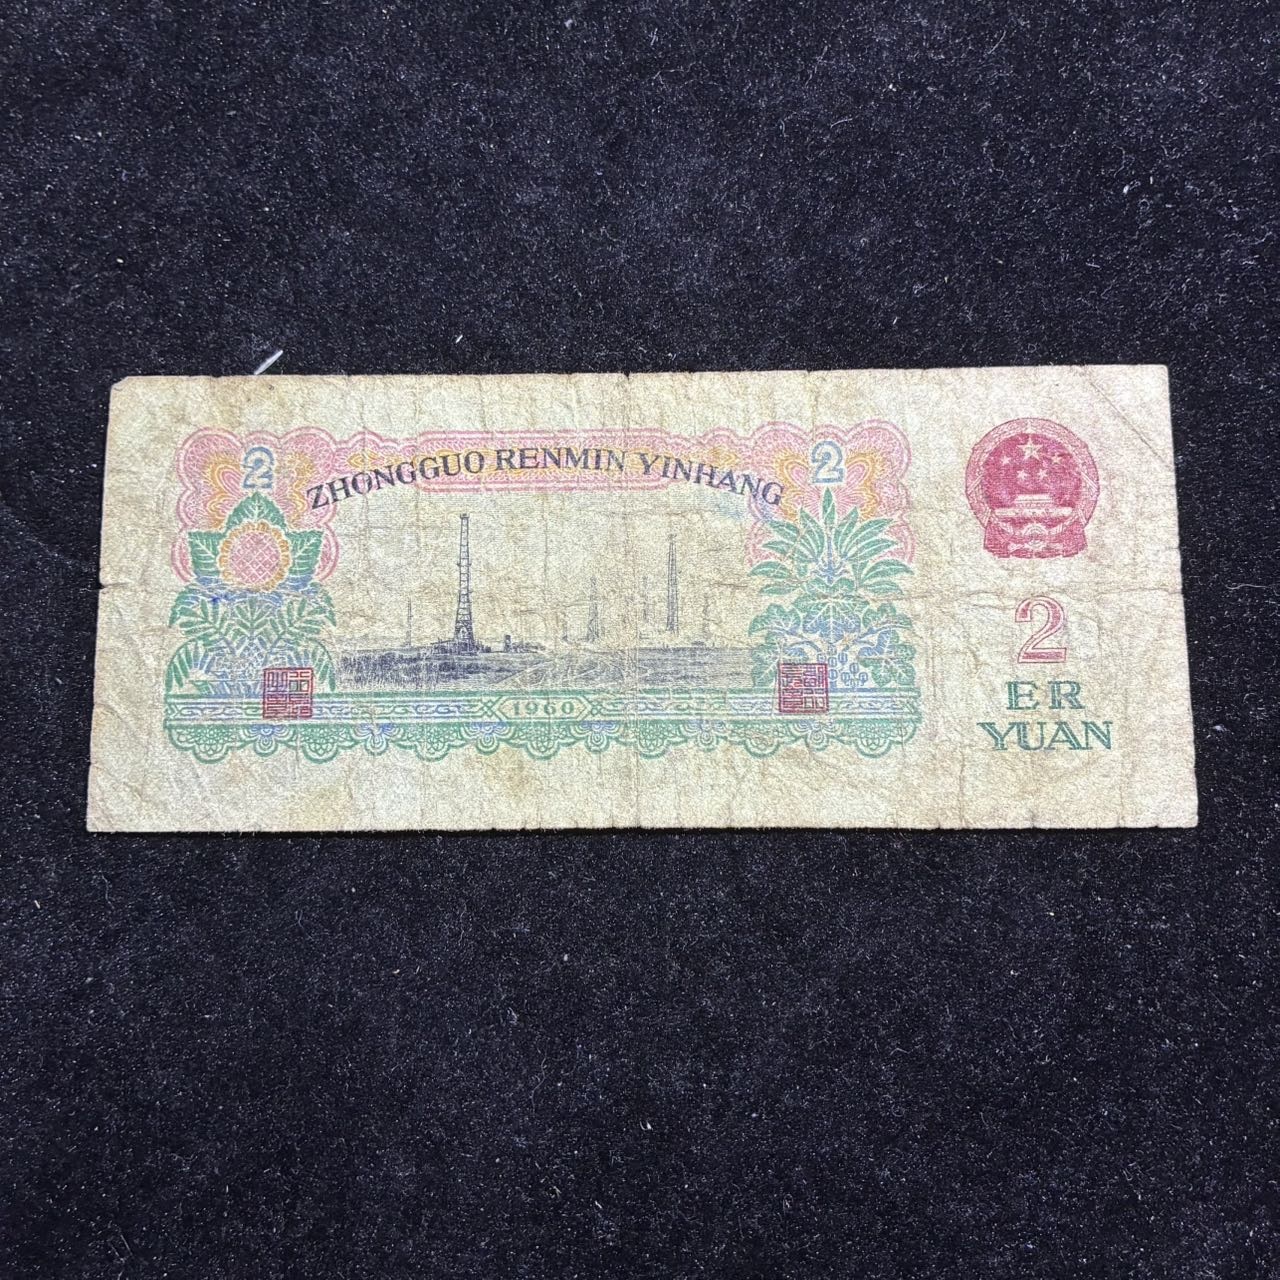 2
ZHONGGUO RENMIN YINHANG
2
1960
2
ER
YUAN